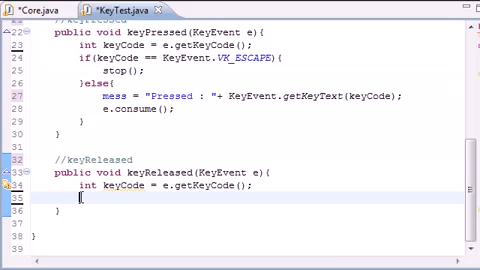 *Core.java *KeyTest.java
21 //keyPressed
22 public void keyPressed(KeyEvent e){
23 int keyCode = e.getKeyCode();
24 if(keyCode == KeyEvent.VK_ESCAPE){
25 stop();
26 }else{
27 mess = "Pressed : "+ KeyEvent.getKeyText(keyCode);
28 e.consume();
29 }
30 }
31
32 //keyReleased
33 public void keyReleased(KeyEvent e){
34 int keyCode = e.getKeyCode();
35
36 }
37
38 }
39